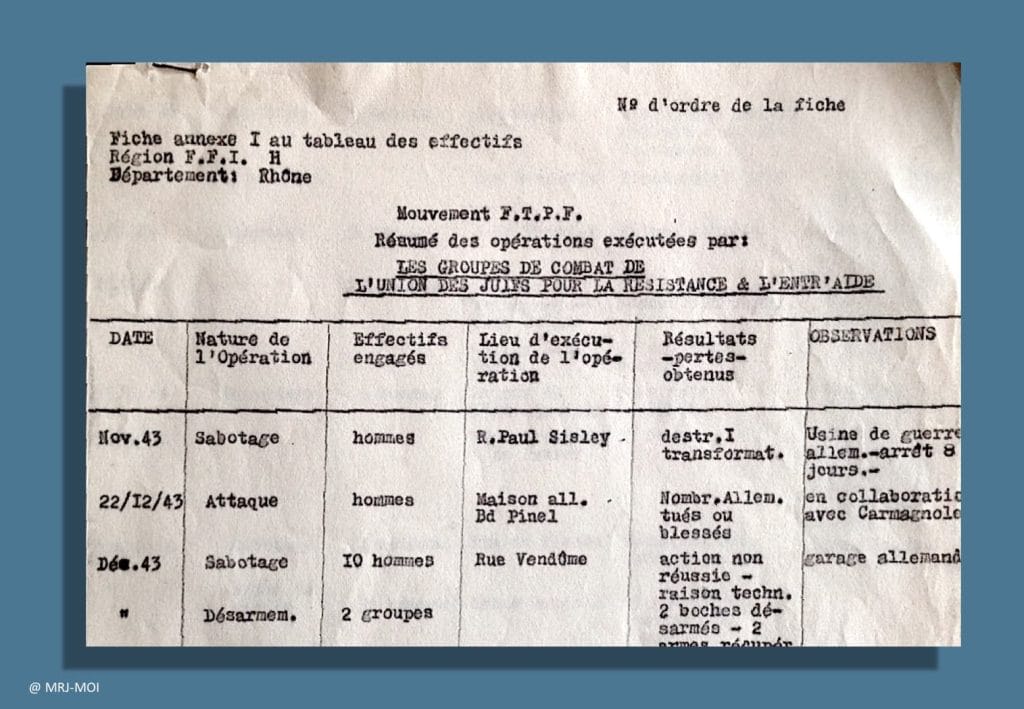 Nº d'ordre de la fiche
Fiche annexe I au tableau des effectifs
Région F.F.I. H
Département: Rhône
Mouvement F.T.P.F.
Résumé des opérations exécutées par:
LES GROUPES DE COMBAT DE
L'UNION DES JUIFS POUR LA RESISTANCE & L'ENTR'AIDE
DATE
Nature de
l'Opération
Effectifs
engagés
Lieu d'exécu-
tion de l'opé-
ration
Résultats
-pertes-
obtenus
OBSERVATIONS
Nov.43
Sabotage
hommes
R.Paul Sisley
destr.I
transformat.
Usine de guerre
allem.-arrêt 8
jours.-
22/12/43
Attaque
hommes
Maison all.
Bd Pinel
Nombr.Allem.
tués ou
blessés
en collaboratio
avec Carmagnole
Déc.43
Sabotage
10 hommes
Rue Vendôme
action non
réussie -
raison techn.
garage allemand
"
Désarmem.
2 groupes
2 boches dé-
sarmés - 2
armes récupér
@ MRJ-MOI